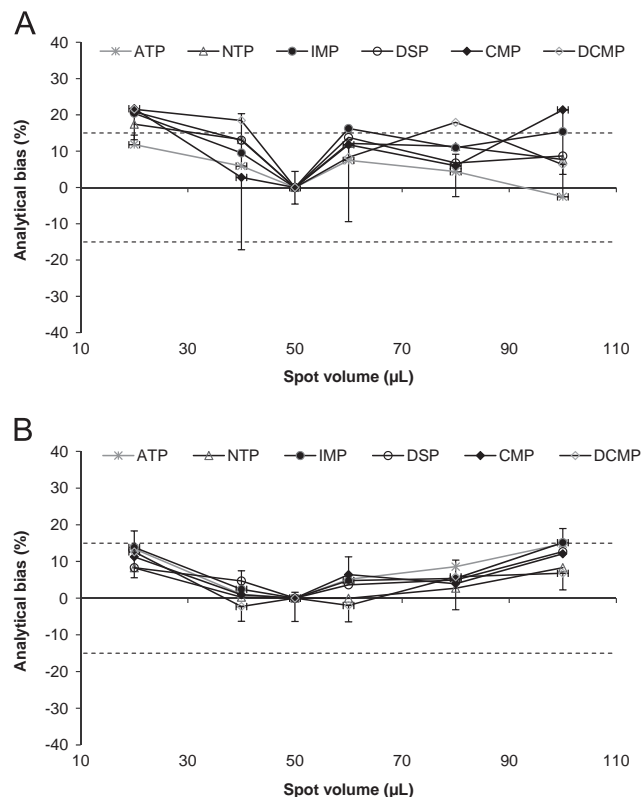 A
ATP NTP IMP DSP CMP DCMP
40
30
20
10
0
-10
-20
-30
-40
Analytical bias (%)
10 30 50 70 90 110
Spot volume (µL)
B
ATP NTP IMP DSP CMP DCMP
40
30
20
10
0
-10
-20
-30
-40
Analytical bias (%)
10 30 50 70 90 110
Spot volume (µL)